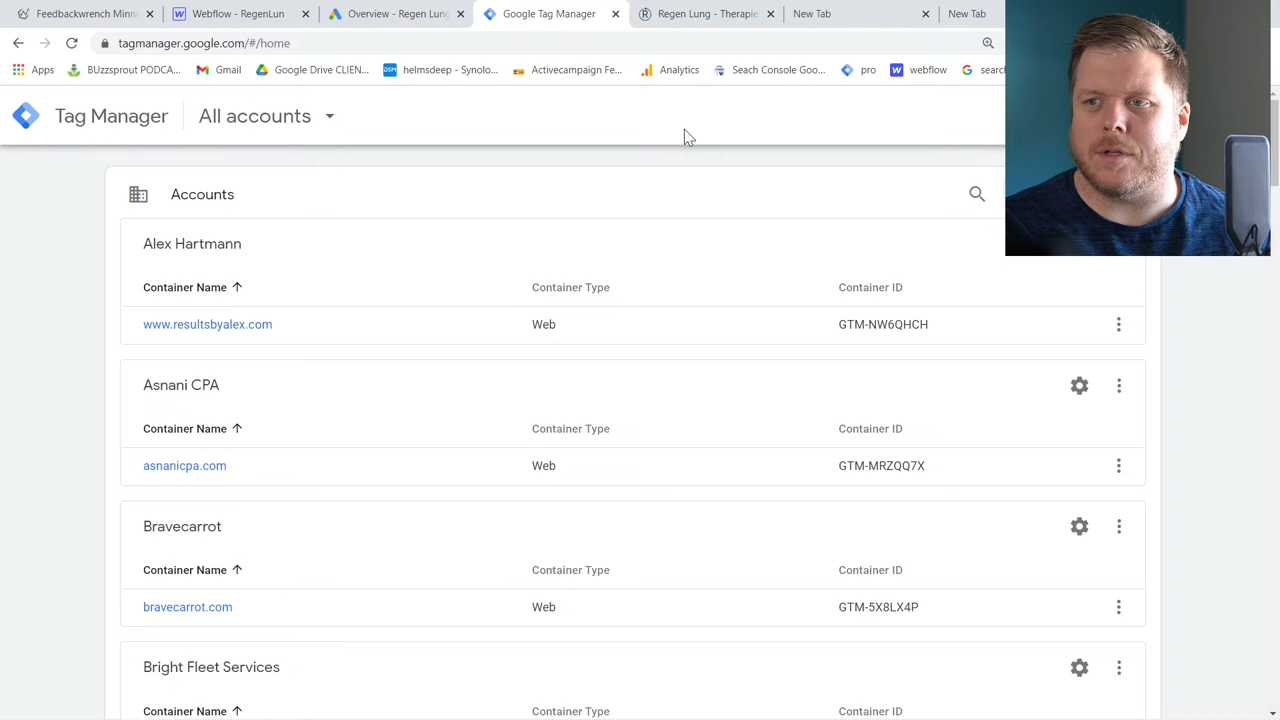 Feedbackwrench Minne
Webflow - RegenLun
Overview - Regen Lung
Google Tag Manager
Regen Lung - Therapie
New Tab
New Tab
tagmanager.google.com/#/home
Apps
BUzzsprout PODCA...
Gmail
Google Drive CLIEN...
helmsdeep - Synolo...
Activecampaign Fe...
Analytics
Seach Console Goo...
pro
webflow
searc
Tag Manager
All accounts
Accounts
Alex Hartmann
Container Name
Container Type
Container ID
www.resultsbyalex.com
Web
GTM-NW6QHCH
Asnani CPA
Container Name
Container Type
Container ID
asnanicpa.com
Web
GTM-MRZQQ7X
Bravecarrot
Container Name
Container Type
Container ID
bravecarrot.com
Web
GTM-5X8LX4P
Bright Fleet Services
Container Name
Container Type
Container ID